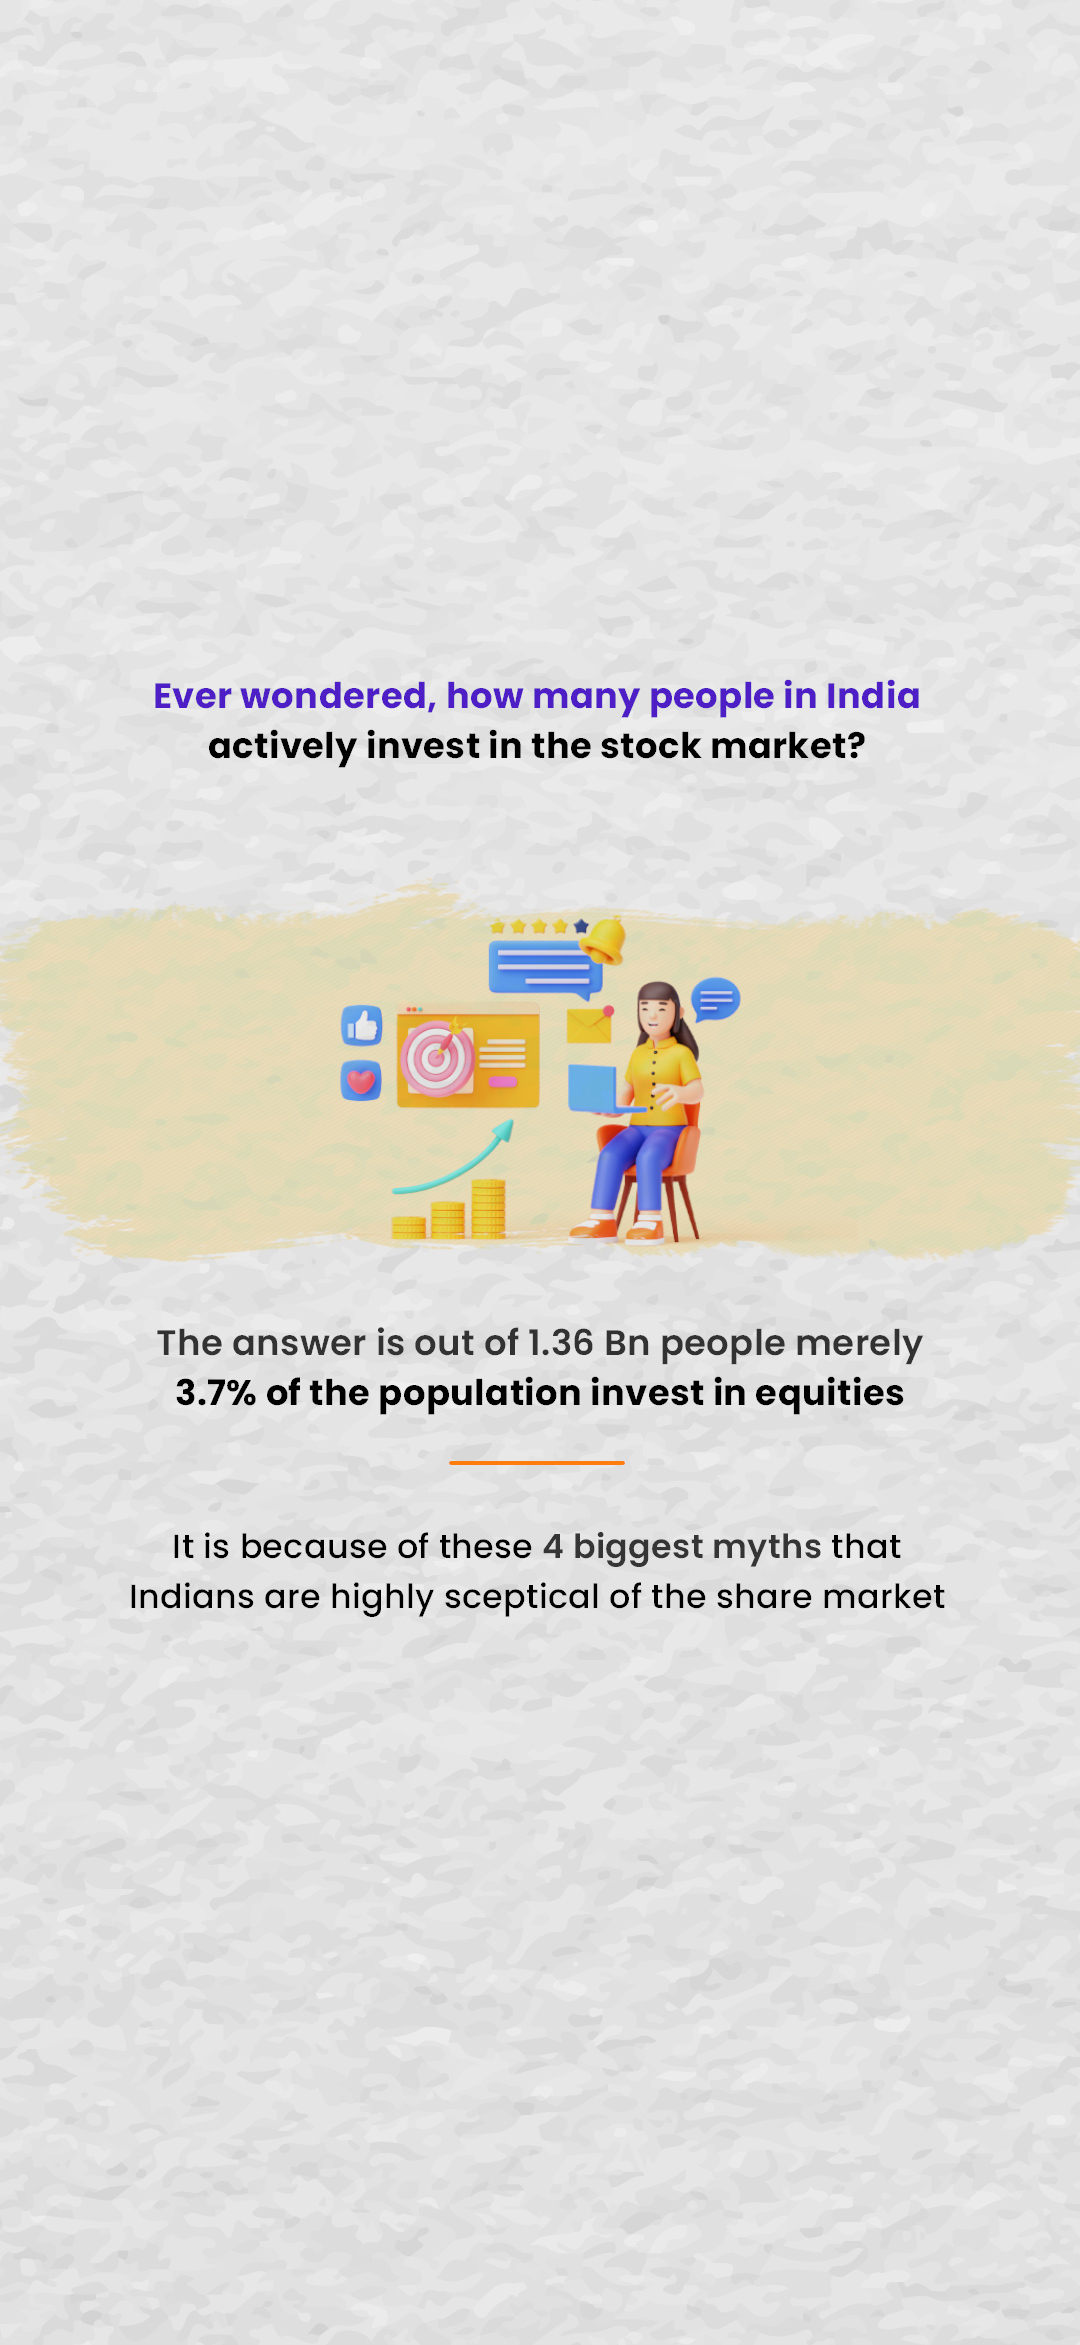 Ever wondered, how many people in India
actively invest in the stock market?
The answer is out of 1.36 Bn people merely
3.7% of the population invest in equities
It is because of these 4 biggest myths that
Indians are highly sceptical of the share market